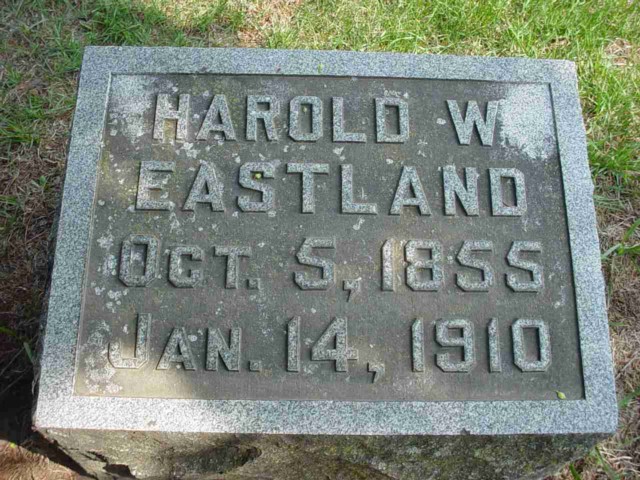 HAROLD W
EASTLAND
OCT. 5, 1855
JAN. 14, 1910